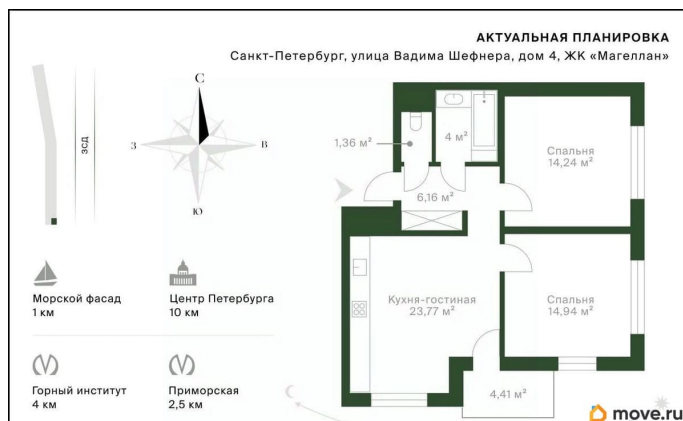 АКТУАЛЬНАЯ ПЛАНИРОВКА
Санкт-Петербург, улица Вадима Шефнера, дом 4, ЖК «Магеллан»
ЗСД
С
З
В
Ю
1,36 м²
4 м²
6,16 м²
Спальня
14,24 м²
Кухня-гостиная
23,77 м²
Спальня
14,94 м²
4,41 м²
Морской фасад
1 км
Центр Петербурга
10 км
Горный институт
4 км
Приморская
2,5 км
move.ru